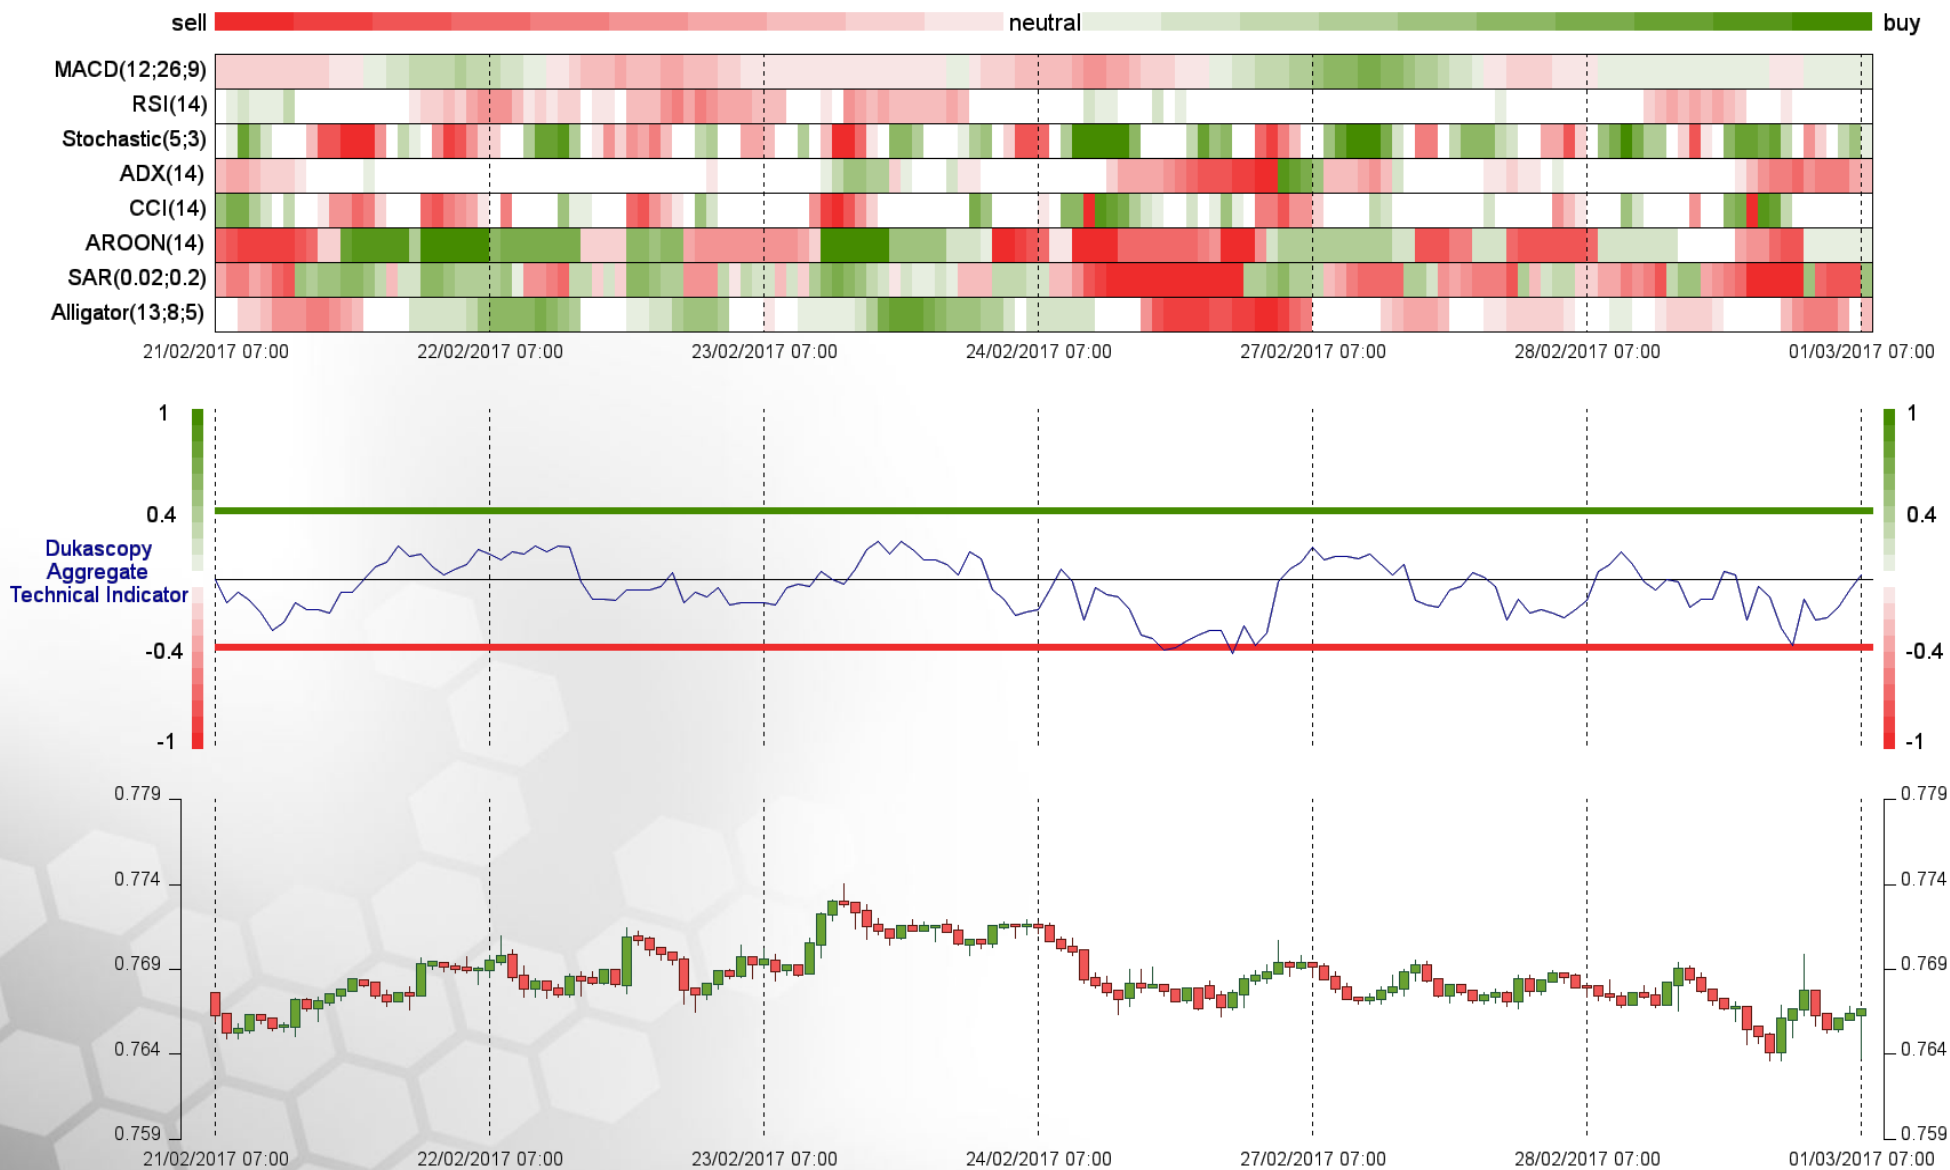 sell neutral buy
MACD(12;26;9)
RSI(14)
Stochastic(5;3)
ADX(14)
CCI(14)
AROON(14)
SAR(0.02;0.2)
Alligator(13;8;5)
21/02/2017 07:00 22/02/2017 07:00 23/02/2017 07:00 24/02/2017 07:00 27/02/2017 07:00 28/02/2017 07:00 01/03/2017 07:00
1 1
0.4 0.4
Dukascopy
Aggregate
Technical Indicator
-0.4 -0.4
-1 -1
0.779 0.779
0.774 0.774
0.769 0.769
0.764 0.764
0.759 0.759
21/02/2017 07:00 22/02/2017 07:00 23/02/2017 07:00 24/02/2017 07:00 27/02/2017 07:00 28/02/2017 07:00 01/03/2017 07:00